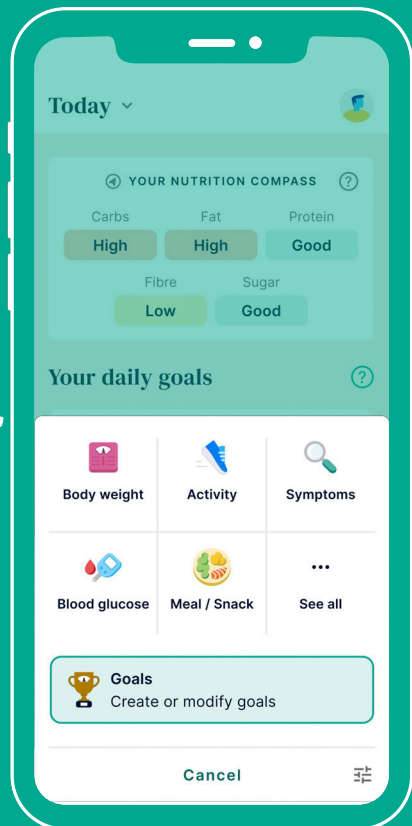 Today
YOUR NUTRITION COMPASS
Carbs Fat Protein
High High Good
Fibre Sugar
Low Good
Your daily goals
Body weight Activity Symptoms
Blood glucose Meal / Snack See all
Goals
Create or modify goals
Cancel